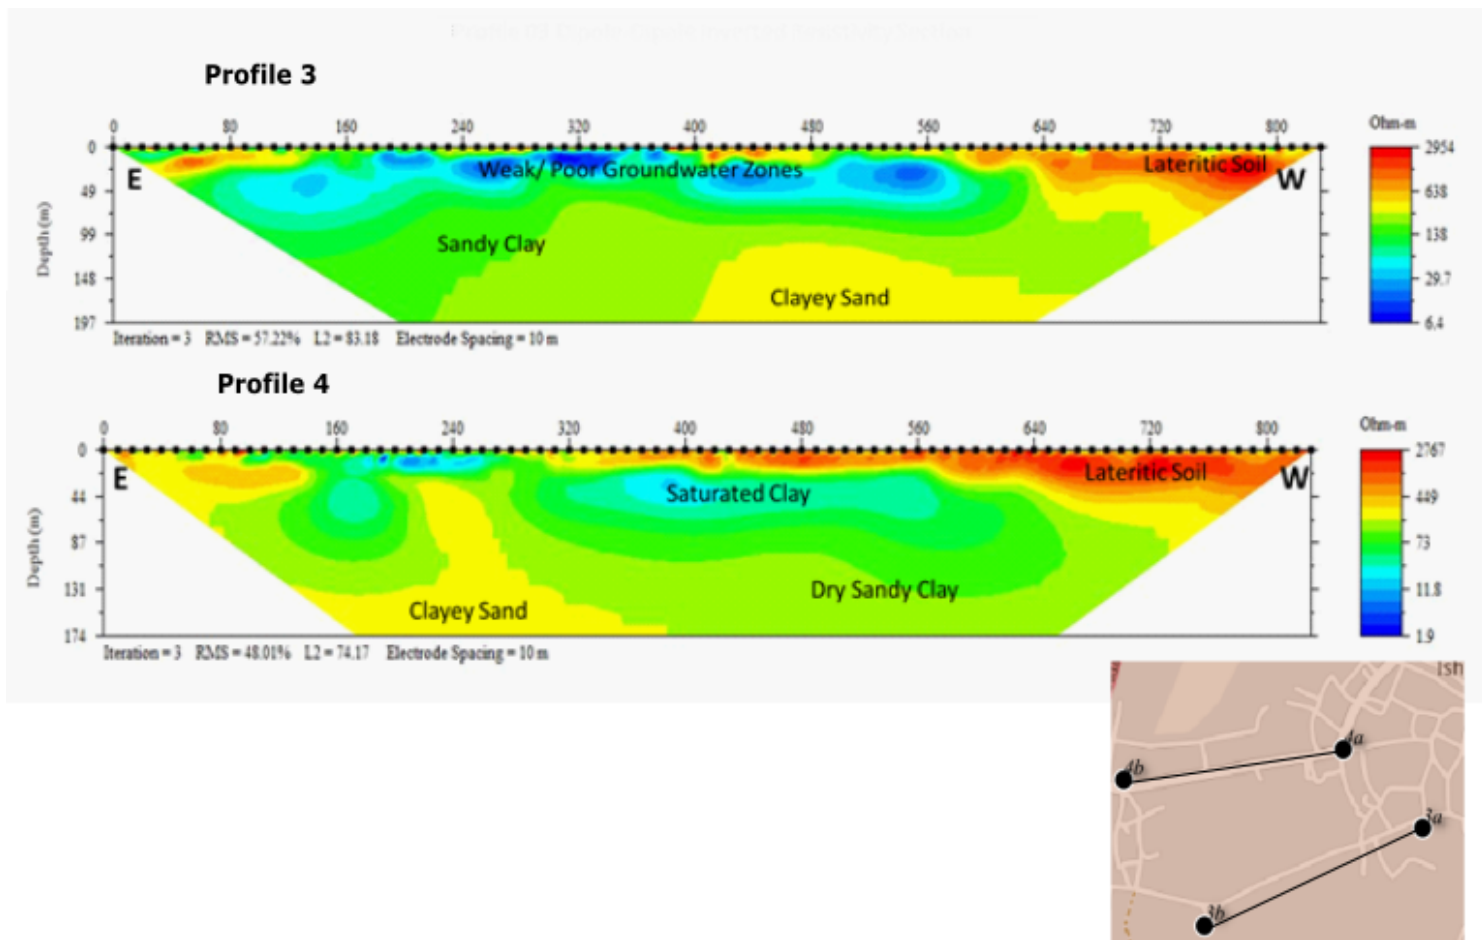 Profile 3
0 80 160 240 320 400 480 560 640 720 800
Ohm-m
0
49
99
148
197
Depth (m)
E
Weak/ Poor Groundwater Zones
Lateritic Soil
W
Sandy Clay
Clayey Sand
2954
638
138
29.7
6.4
Iteration = 3 RMS = 57.22% L2 = 83.18 Electrode Spacing = 10 m
Profile 4
0 80 160 240 320 400 480 560 640 720 800
Ohm-m
0
44
87
131
174
Depth (m)
E
Saturated Clay
Lateritic Soil
W
Dry Sandy Clay
Clayey Sand
2767
449
73
11.8
1.9
Iteration = 3 RMS = 48.01% L2 = 74.17 Electrode Spacing = 10 m
Ish
4a
4b
3a
3b